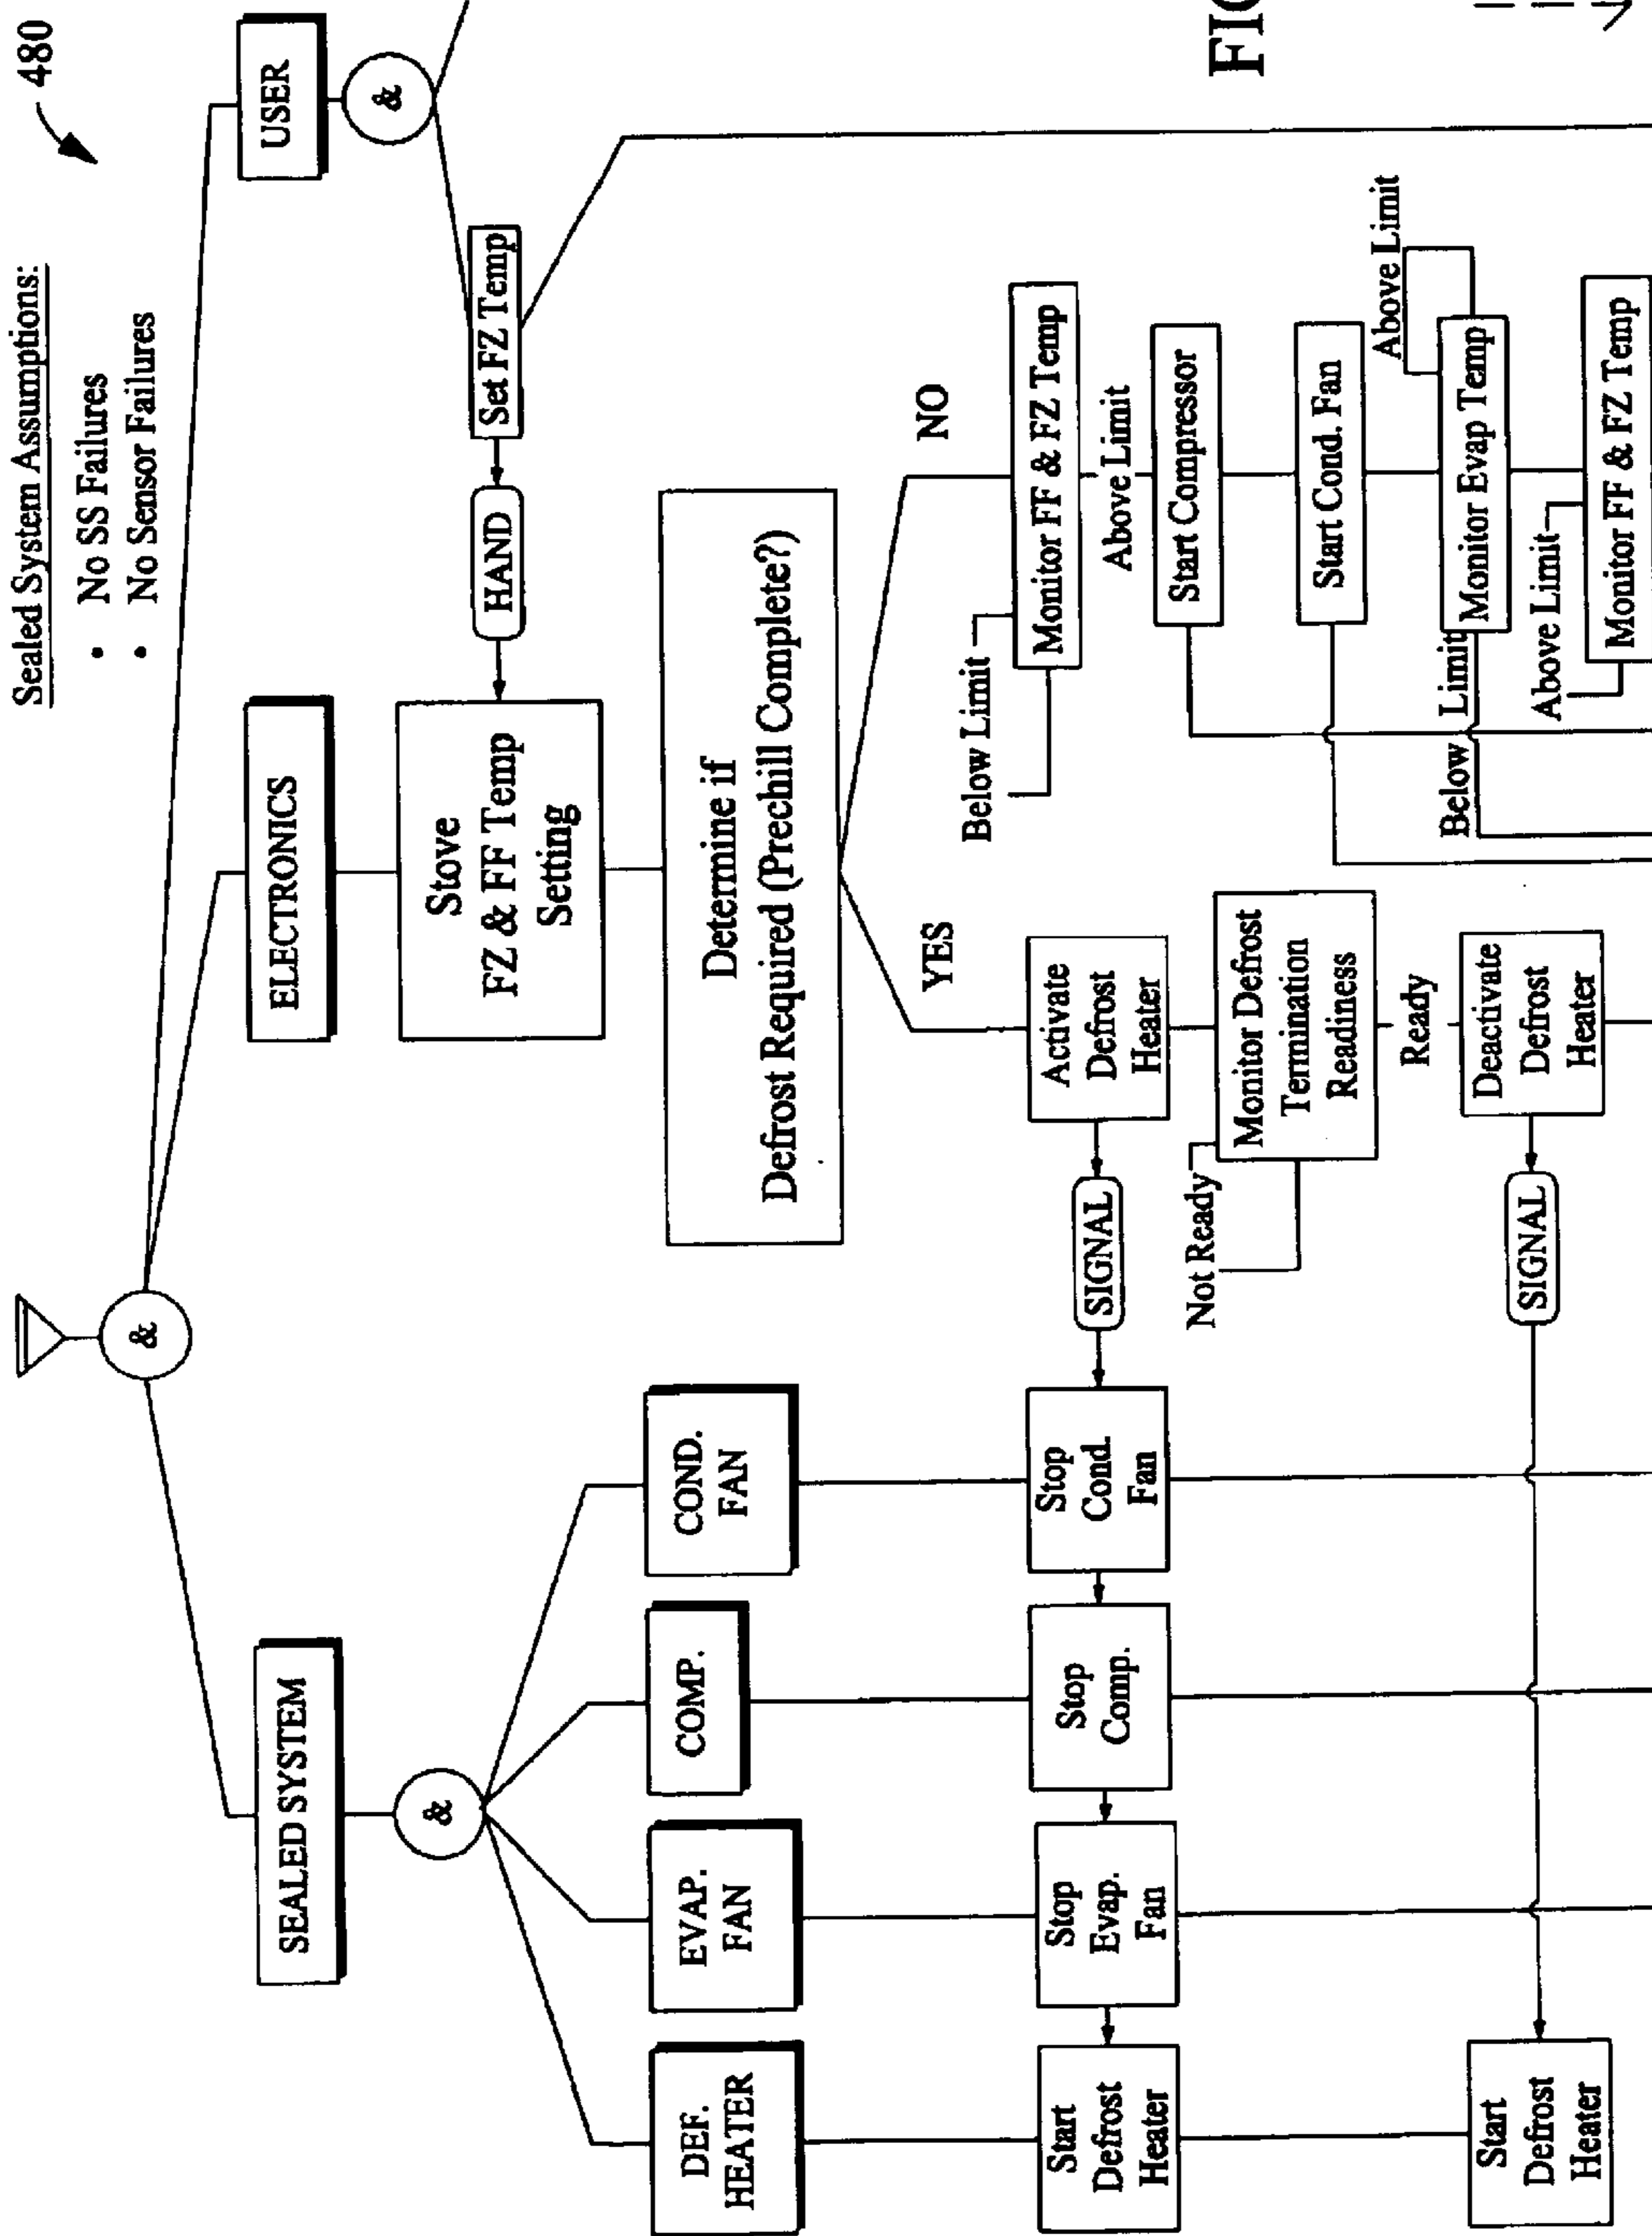 480
Sealed System Assumptions:
• No SS Failures
• No Sensor Failures
&
SEALED SYSTEM
ELECTRONICS
USER
&
&
DEF.
HEATER
EVAP.
FAN
COMP.
COND.
FAN
Stove
FZ & FF Temp
Setting
HAND
Set FZ Temp
Determine if
Defrost Required (Prechill Complete?)
YES
NO
Start
Defrost
Heater
Stop
Evap.
Fan
Stop
Comp.
Stop
Cond.
Fan
SIGNAL
Activate
Defrost
Heater
Below Limit
Monitor FF & FZ Temp
Above Limit
Not Ready
Monitor Defrost
Termination
Readiness
Ready
Start Compressor
Start Cond. Fan
Above Limit
Below Limit
Monitor Evap Temp
Start
Defrost
Heater
SIGNAL
Deactivate
Defrost
Heater
Above Limit
Monitor FF & FZ Temp